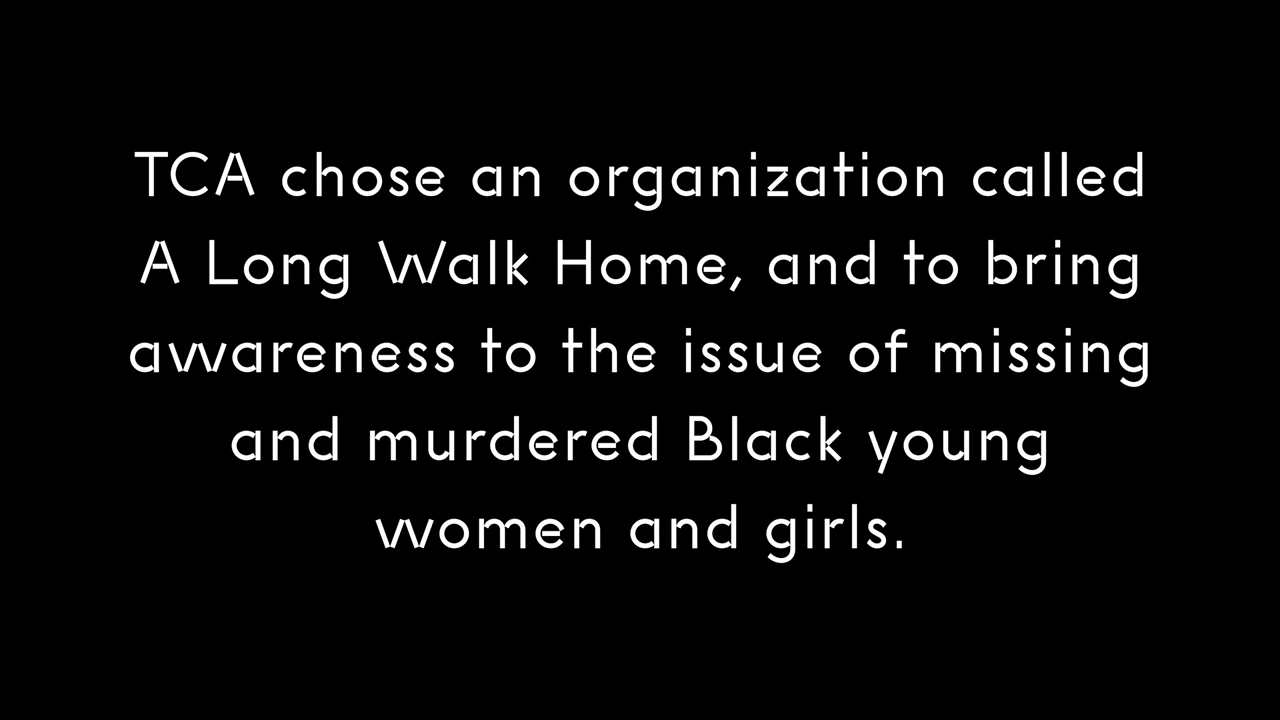 TCA chose an organization called
A Long Walk Home, and to bring
awareness to the issue of missing
and murdered Black young
women and girls.